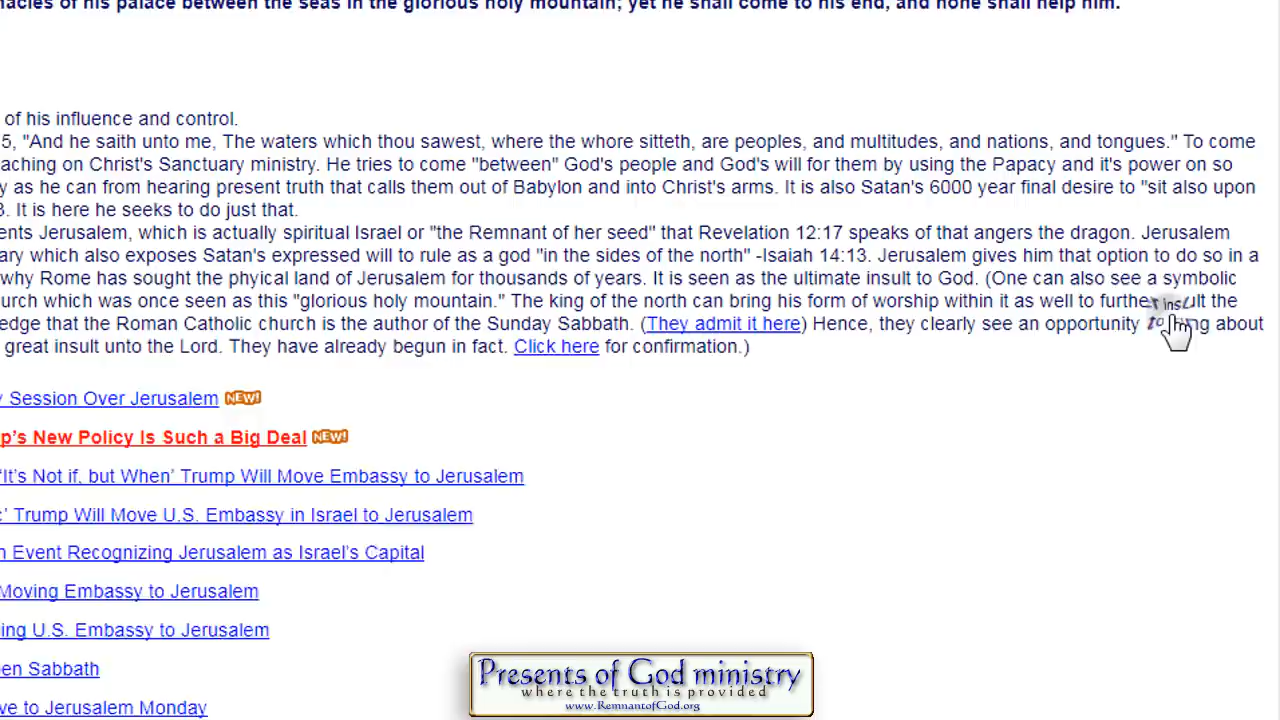 nacles of his palace between the seas in the glorious holy mountain; yet he shall come to his end, and none shall help him.
of his influence and control.
5, "And he saith unto me, The waters which thou sawest, where the whore sitteth, are peoples, and multitudes, and nations, and tongues." To come
aching on Christ's Sanctuary ministry. He tries to come "between" God's people and God's will for them by using the Papacy and it's power on so
y as he can from hearing present truth that calls them out of Babylon and into Christ's arms. It is also Satan's 6000 year final desire to "sit also upon
3. It is here he seeks to do just that.
ents Jerusalem, which is actually spiritual Israel or "the Remnant of her seed" that Revelation 12:17 speaks of that angers the dragon. Jerusalem
ary which also exposes Satan's expressed will to rule as a god "in the sides of the north" -Isaiah 14:13. Jerusalem gives him that option to do so in a
why Rome has sought the phyical land of Jerusalem for thousands of years. It is seen as the ultimate insult to God. (One can also see a symbolic
urch which was once seen as this "glorious holy mountain." The king of the north can bring his form of worship within it as well to further insult the
edge that the Roman Catholic church is the author of the Sunday Sabbath. (They admit it here) Hence, they clearly see an opportunity to bring about
great insult unto the Lord. They have already begun in fact. Click here for confirmation.)
y Session Over Jerusalem NEW!
p's New Policy Is Such a Big Deal NEW!
'It's Not if, but When' Trump Will Move Embassy to Jerusalem
c' Trump Will Move U.S. Embassy in Israel to Jerusalem
n Event Recognizing Jerusalem as Israel's Capital
Moving Embassy to Jerusalem
ing U.S. Embassy to Jerusalem
en Sabbath
ve to Jerusalem Monday
Presents of God ministry
where the truth is provided
www.RemnantofGod.org